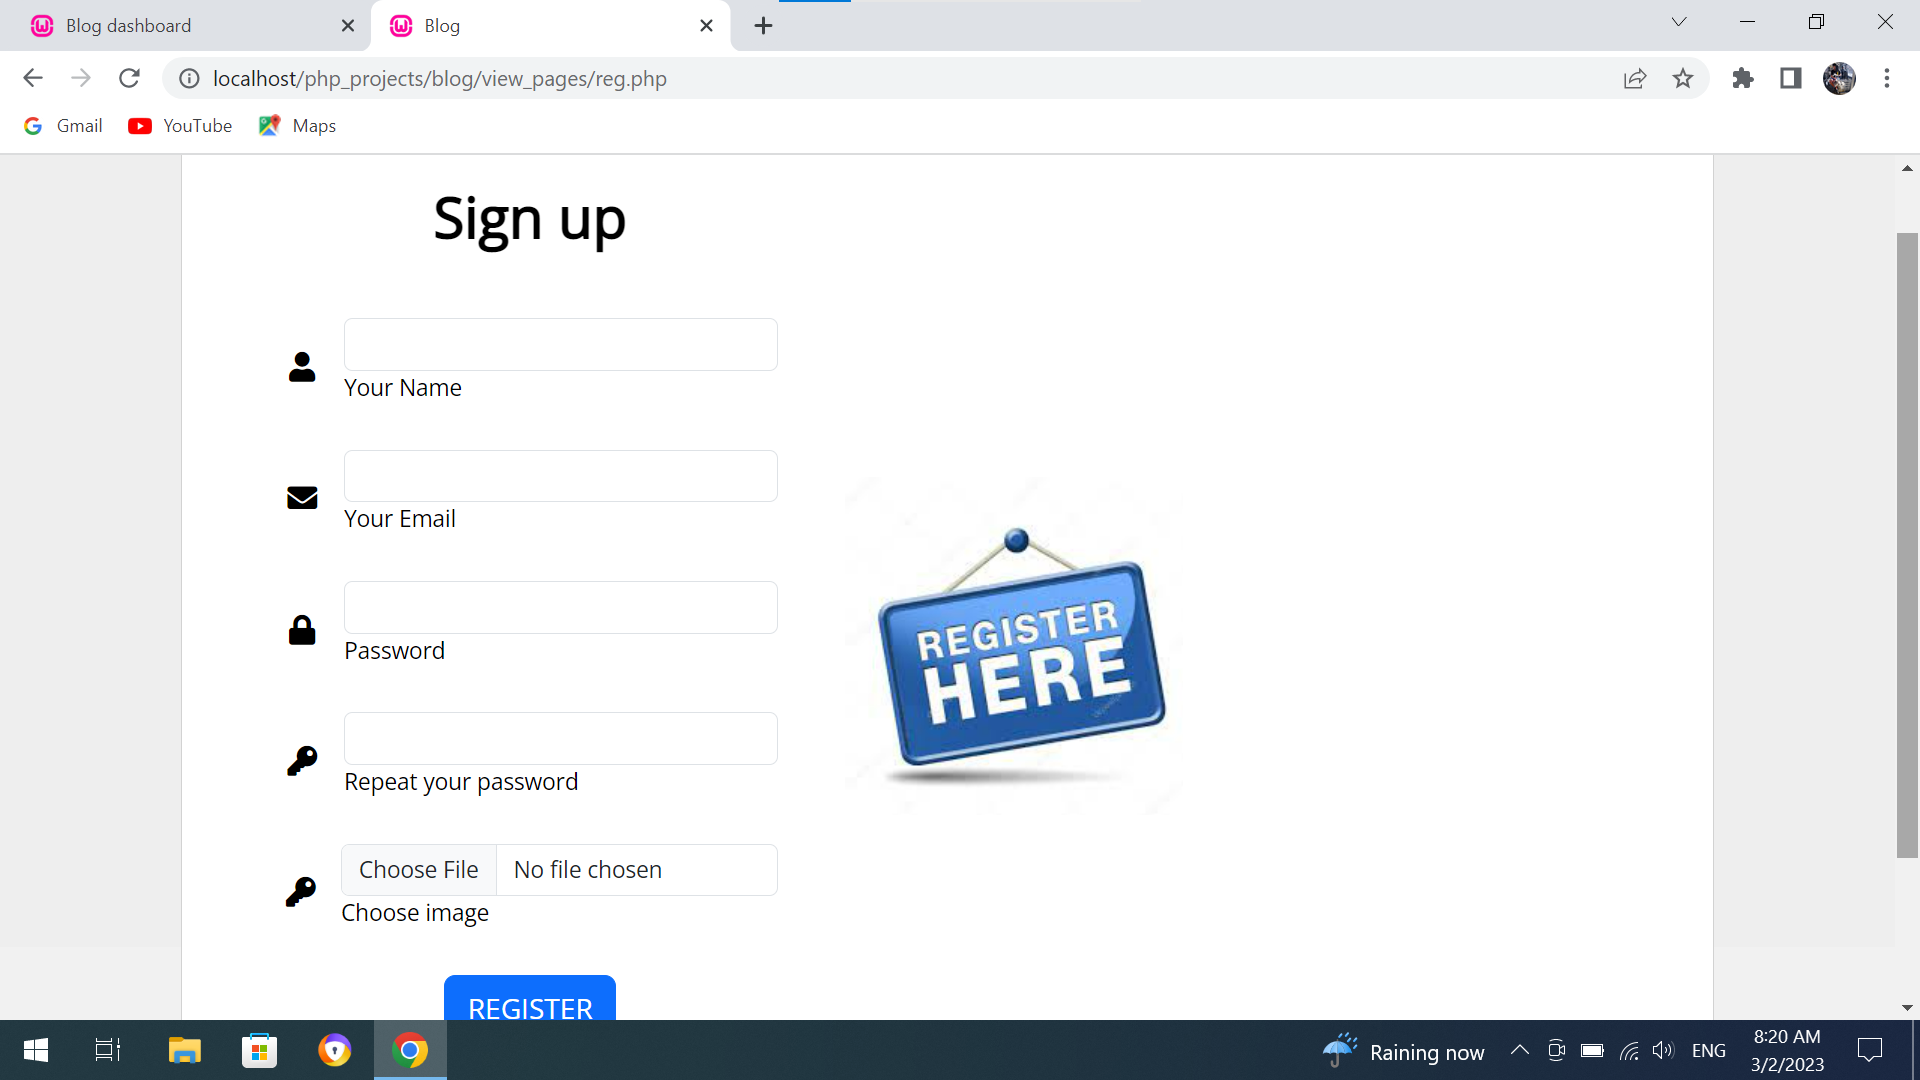 Blog dashboard
Blog
localhost/php_projects/blog/view_pages/reg.php
Gmail
YouTube
Maps
Sign up
Your Name
Your Email
Password
Repeat your password
Choose File
No file chosen
Choose image
REGISTER
REGISTER
HERE
Raining now
ENG
8:20 AM
3/2/2023